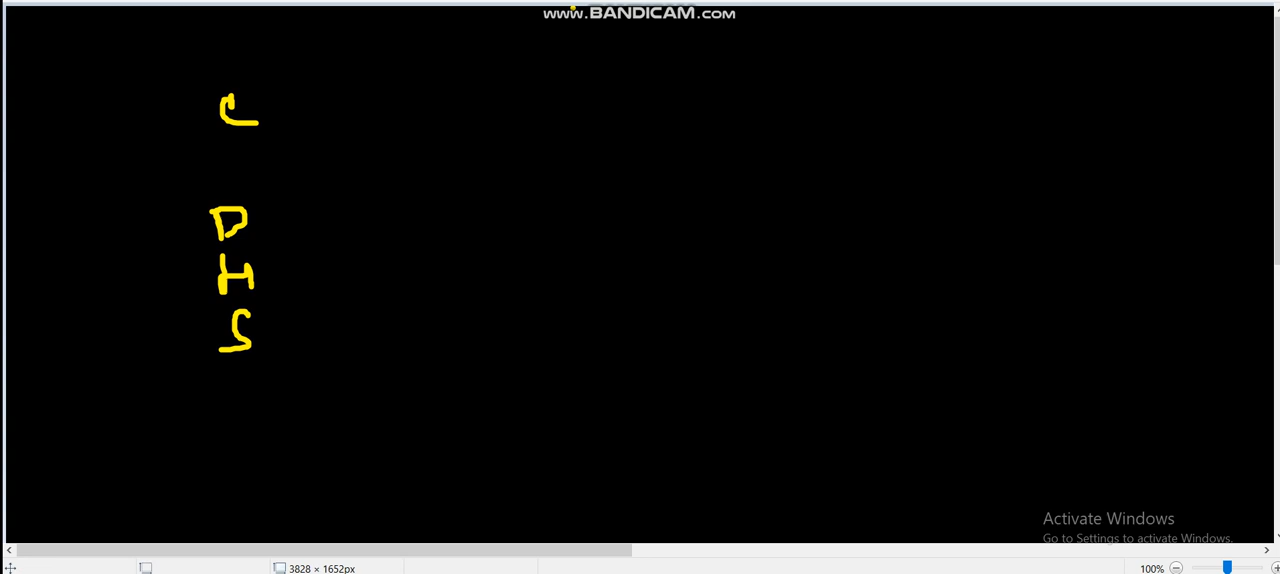 www.BANDICAM.com
C
D
H
S
Activate Windows
Go to Settings to activate Windows.
3828 × 1652px
100%